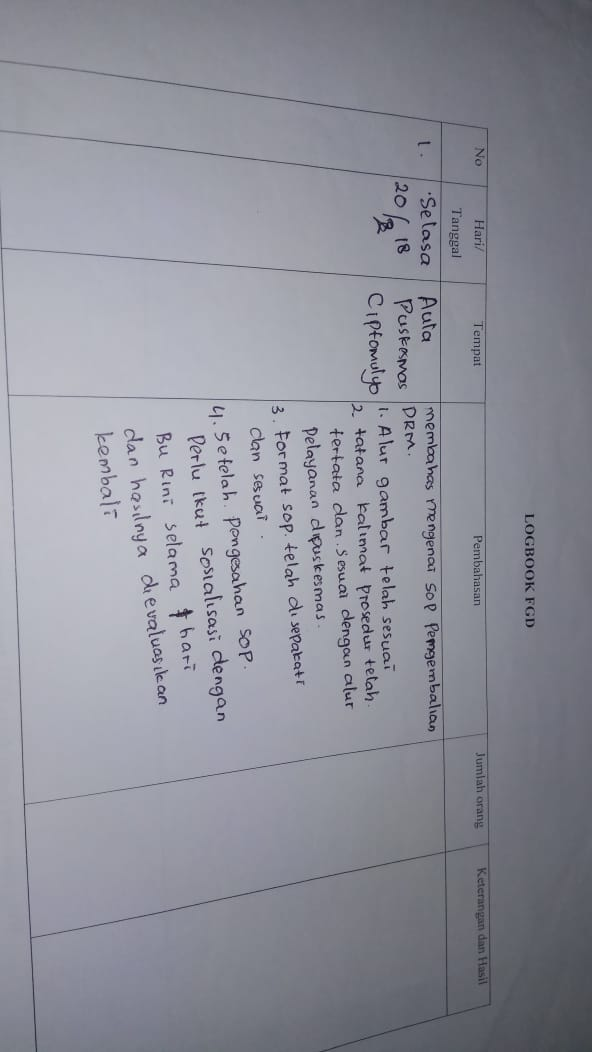 LOGBOOK FGD
No Hari/ Tanggal Tempat Pembahasan Jumlah orang Keterangan dan Hasil
1. Selasa
20/ 18
Aula
Puskesmas
Ciptomulyo
membahas mengenai SOP Pengembalian
DRM.
1. Alur gambar telah sesuai
2 tatana kalimat prosedur telah.
tertata dan sesuai dengan alur
pelayanan dipuskesmas.
3. Format SOP. telah disepakati
dan sesuai.
4. Setelah. pengesahan SOP.
Perlu ikut sosialisasi dengan
Bu Rini selama hari
dan hasilnya dievaluasikan
kembali